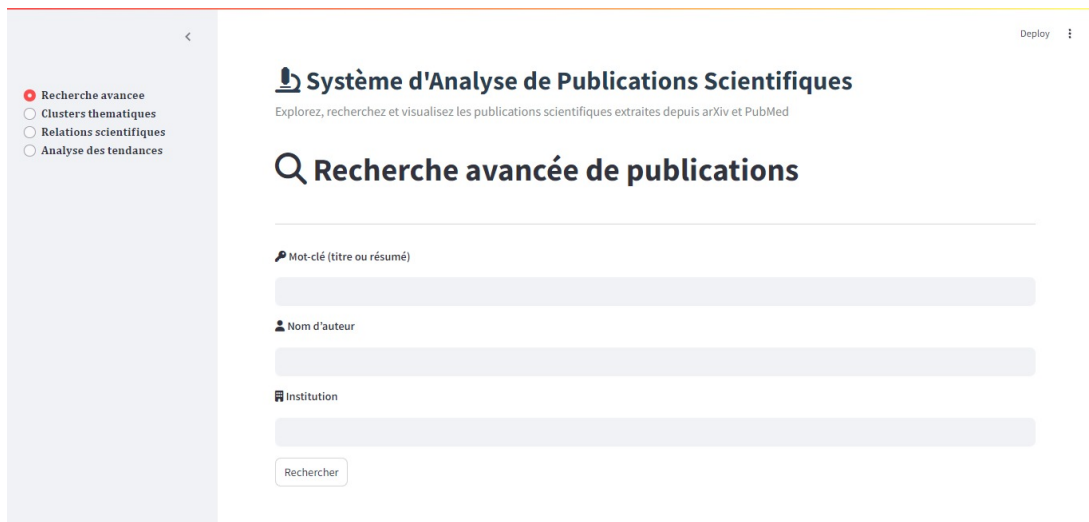 Deploy
Recherche avancee
Clusters thematiques
Relations scientifiques
Analyse des tendances
Système d'Analyse de Publications Scientifiques
Explorez, recherchez et visualisez les publications scientifiques extraites depuis arXiv et PubMed
Recherche avancée de publications
Mot-clé (titre ou résumé)
Nom d’auteur
Institution
Rechercher